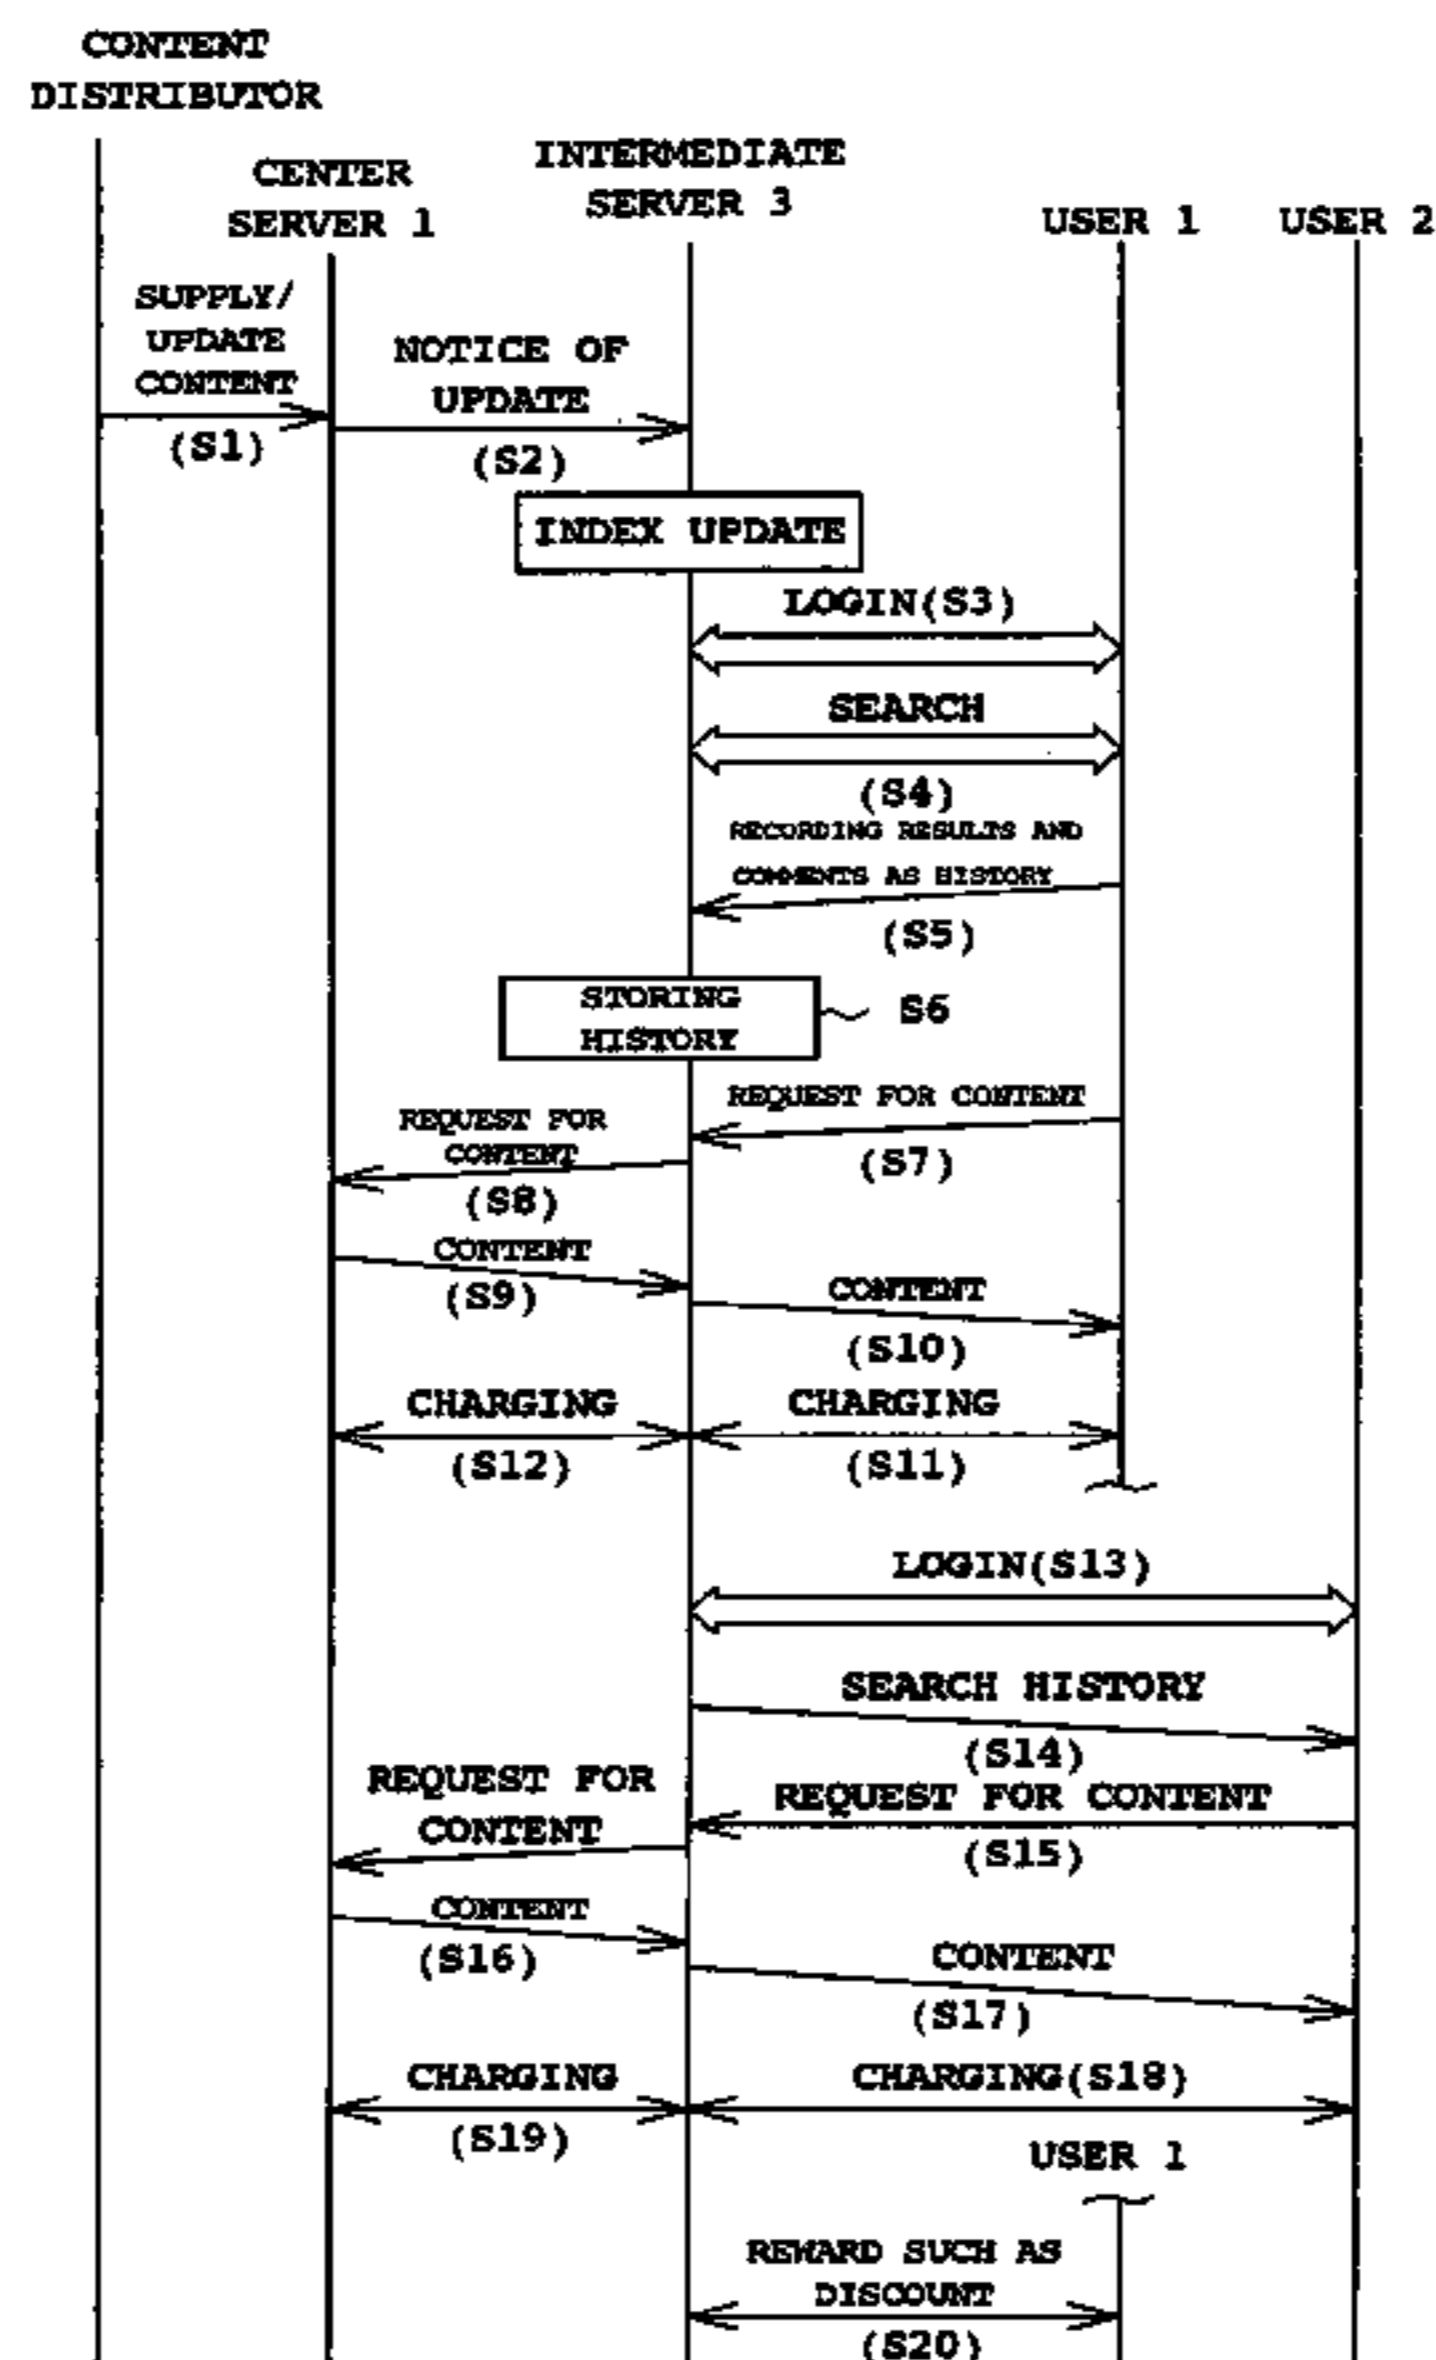 CONTENT
DISTRIBUTOR
CENTER
SERVER 1
INTERMEDIATE
SERVER 3
USER 1
USER 2
SUPPLY/
UPDATE
CONTENT
(S1)
NOTICE OF
UPDATE
(S2)
INDEX UPDATE
LOGIN(S3)
SEARCH
(S4)
RECORDING RESULTS AND
COMMENTS AS HISTORY
(S5)
STORING
HISTORY
S6
REQUEST FOR CONTENT
(S7)
REQUEST FOR
CONTENT
(S8)
CONTENT
(S9)
CONTENT
(S10)
CHARGING
(S12)
CHARGING
(S11)
LOGIN(S13)
SEARCH HISTORY
(S14)
REQUEST FOR CONTENT
(S15)
REQUEST FOR
CONTENT
CONTENT
(S16)
CONTENT
(S17)
CHARGING
(S19)
CHARGING(S18)
USER 1
REWARD SUCH AS
DISCOUNT
(S20)